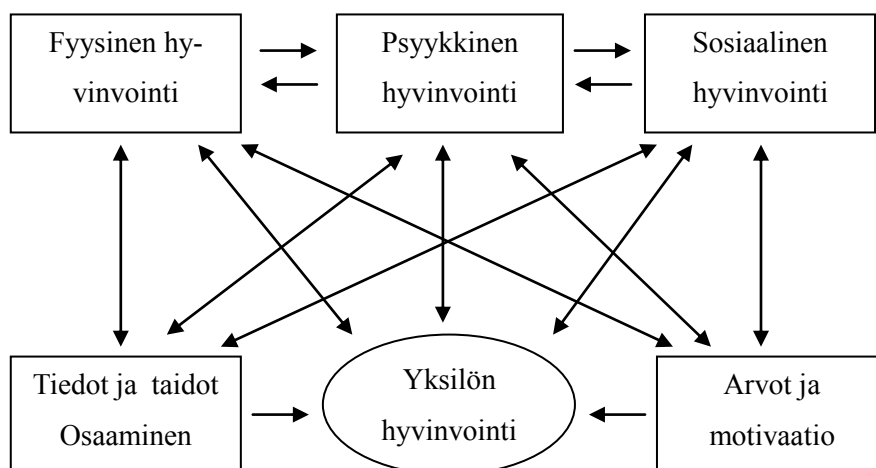 Fyysinen hy-
vinvointi
Psyykkinen
hyvinvointi
Sosiaalinen
hyvinvointi
Tiedot ja taidot
Osaaminen
Yksilön
hyvinvointi
Arvot ja
motivaatio